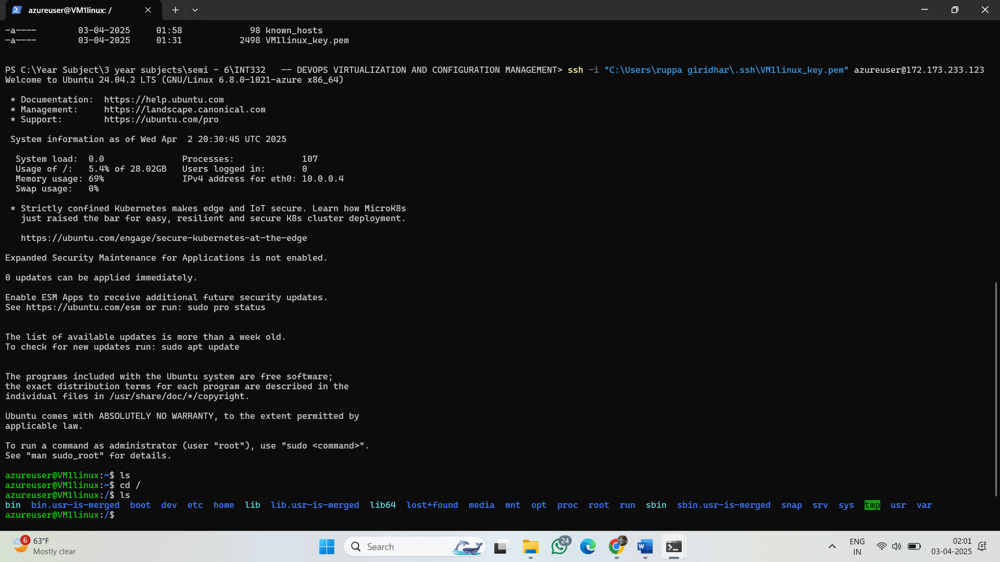 azureuser@VM1linux: /
-a---- 03-04-2025 01:58 98 known_hosts
-a---- 03-04-2025 01:31 2498 VM1linux_key.pem
PS C:\Year Subject\3 year subjects\semi - 6\INT332 -- DEVOPS VIRTUALIZATION AND CONFIGURATION MANAGEMENT> ssh -i "C:\Users\ruppa giridhar\.ssh\VM1linux_key.pem" azureuser@172.173.233.123
Welcome to Ubuntu 24.04.2 LTS (GNU/Linux 6.8.0-1021-azure x86_64)
* Documentation: https://help.ubuntu.com
* Management: https://landscape.canonical.com
* Support: https://ubuntu.com/pro
System information as of Wed Apr 2 20:30:45 UTC 2025
System load: 0.0 Processes: 107
Usage of /: 5.4% of 28.02GB Users logged in: 0
Memory usage: 69% IPv4 address for eth0: 10.0.0.4
Swap usage: 0%
* Strictly confined Kubernetes makes edge and IoT secure. Learn how MicroK8s
just raised the bar for easy, resilient and secure K8s cluster deployment.
https://ubuntu.com/engage/secure-kubernetes-at-the-edge
Expanded Security Maintenance for Applications is not enabled.
0 updates can be applied immediately.
Enable ESM Apps to receive additional future security updates.
See https://ubuntu.com/esm or run: sudo pro status
The list of available updates is more than a week old.
To check for new updates run: sudo apt update
The programs included with the Ubuntu system are free software;
the exact distribution terms for each program are described in the
individual files in /usr/share/doc/*/copyright.
Ubuntu comes with ABSOLUTELY NO WARRANTY, to the extent permitted by
applicable law.
To run a command as administrator (user "root"), use "sudo <command>".
See "man sudo_root" for details.
azureuser@VM1linux:~$ ls
azureuser@VM1linux:~$ cd /
azureuser@VM1linux:/$ ls
bin bin.usr-is-merged boot dev etc home lib lib.usr-is-merged lib64 lost+found media mnt opt proc root run sbin sbin.usr-is-merged snap srv sys tmp usr var
azureuser@VM1linux:/$
6 63°F
Mostly clear
Search
24
W
ENG
IN
02:01
03-04-2025